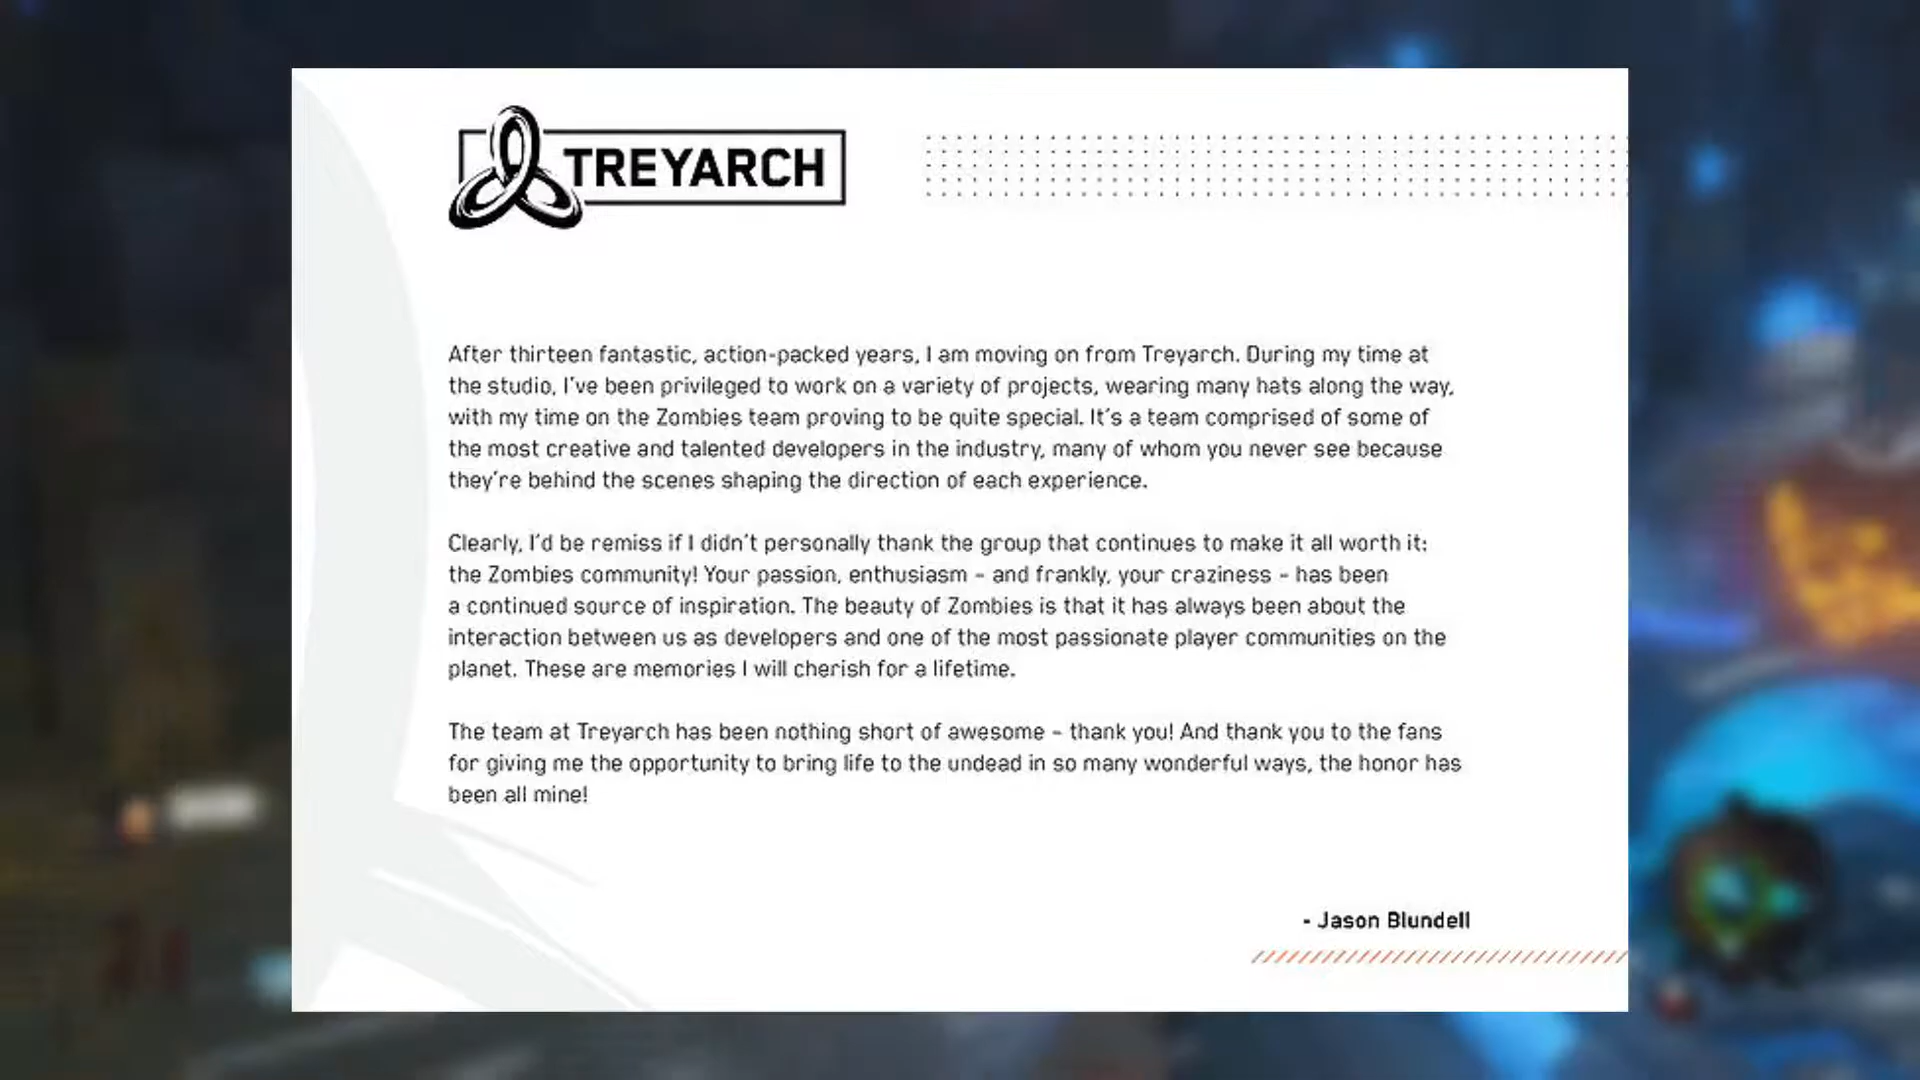 TREYARCH
After thirteen fantastic, action-packed years, I am moving on from Treyarch. During my time at
the studio, I've been privileged to work on a variety of projects, wearing many hats along the way,
with my time on the Zombies team proving to be quite special. It's a team comprised of some of
the most creative and talented developers in the industry, many of whom you never see because
they're behind the scenes shaping the direction of each experience.
Clearly, I'd be remiss if I didn't personally thank the group that continues to make it all worth it:
the Zombies community! Your passion, enthusiasm – and frankly, your craziness – has been
a continued source of inspiration. The beauty of Zombies is that it has always been about the
interaction between us as developers and one of the most passionate player communities on the
planet. These are memories I will cherish for a lifetime.
The team at Treyarch has been nothing short of awesome – thank you! And thank you to the fans
for giving me the opportunity to bring life to the undead in so many wonderful ways, the honor has
been all mine!
- Jason Blundell